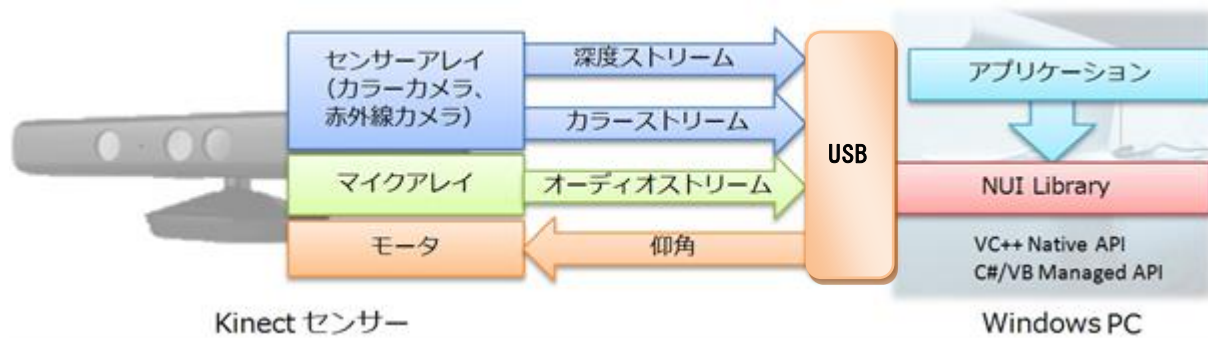 センサーアレイ
（カラーカメラ、
赤外線カメラ）
深度ストリーム
カラーストリーム
マイクアレイ
オーディオストリーム
モータ
仰角
USB
アプリケーション
NUI Library
VC++ Native API
C#/VB Managed API
Kinect センサー
Windows PC